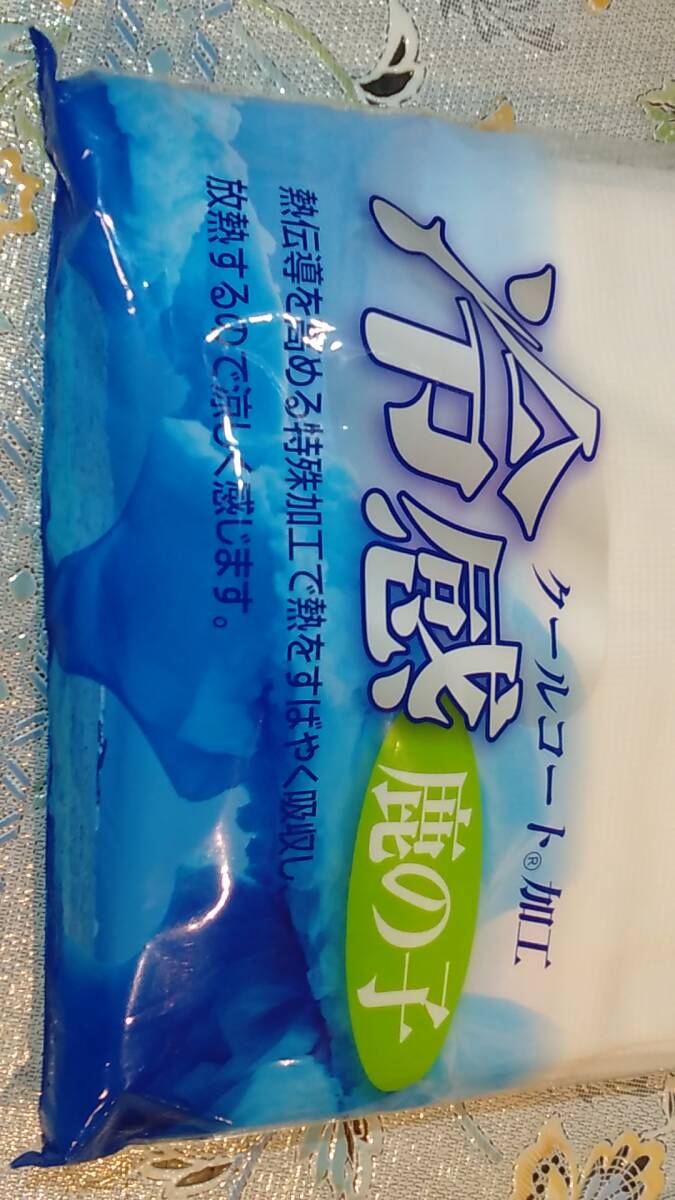 クールコート®加工
冷感
鹿の子
熱伝導を高める特殊加工で熱をすばやく吸収し
放熱するので涼しく感じます。